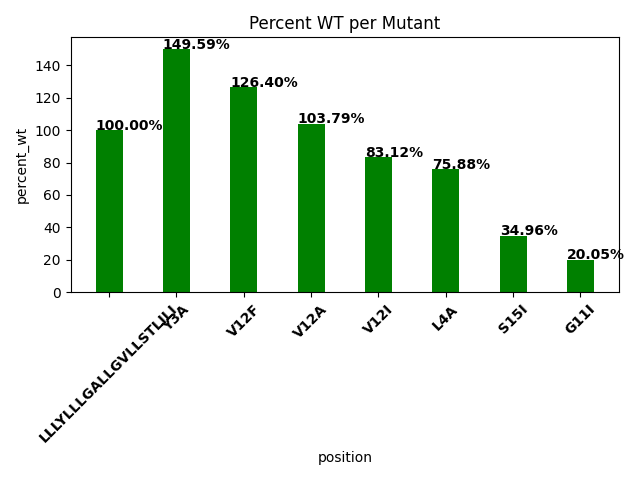 Percent WT per Mutant
percent_wt
140
120
100
80
60
40
20
0
100.00%
149.59%
126.40%
103.79%
83.12%
75.88%
34.96%
20.05%
Y3A
V12F
V12A
V12I
L4A
S15I
G11I
position